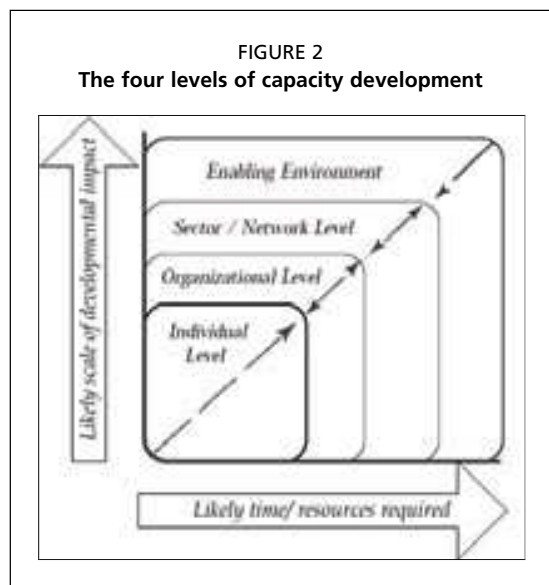 FIGURE 2
The four levels of capacity development
Likely scale of developmental impact
Enabling Environment
Sector / Network Level
Organizational Level
Individual
Level
Likely time/ resources required